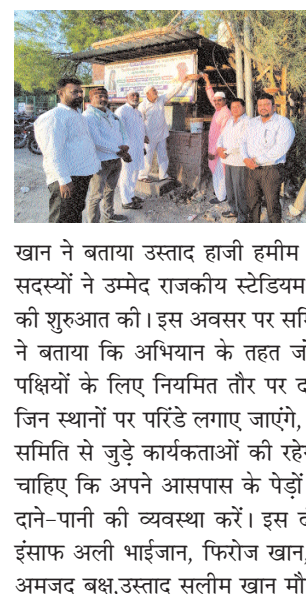 खान ने बताया उस्ताद हाजी हमीम
सदस्यों ने उम्मेद राजकीय स्टेडियम
की शुरुआत की। इस अवसर पर समि
ने बताया कि अभियान के तहत जो
पक्षियों के लिए नियमित तौर पर द
जिन स्थानों पर परिंडे लगाए जाएंगे,
समिति से जुड़े कार्यकताओं की रहे
चाहिए कि अपने आसपास के पेड़ों
दाने-पानी की व्यवस्था करें। इस दौ
इंसाफ अली भाईजान, फिरोज खान,
अमजद बक्ष,उस्ताद सलीम खान मौ